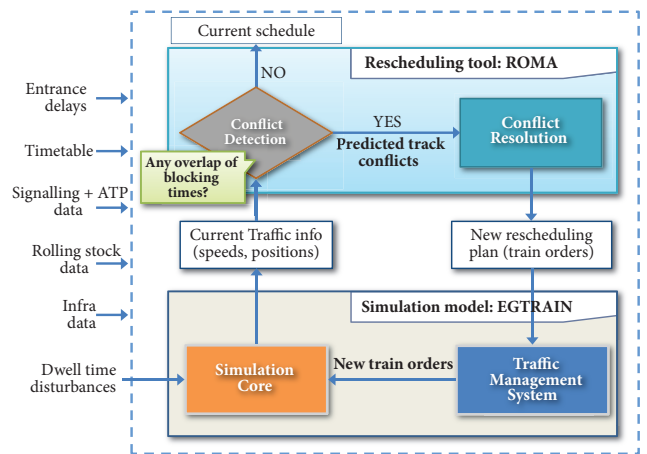 Current schedule
NO
Rescheduling tool: ROMA
Entrance
delays
Conflict
Detection
YES
Predicted track
conflicts
Conflict
Resolution
Timetable
Any overlap of
blocking
times?
Signalling + ATP
data
Current Traffic info
(speeds, positions)
New rescheduling
plan (train orders)
Rolling stock
data
Infra
data
Simulation model: EGTRAIN
Dwell time
disturbances
Simulation
Core
New train orders
Traffic
Management
System